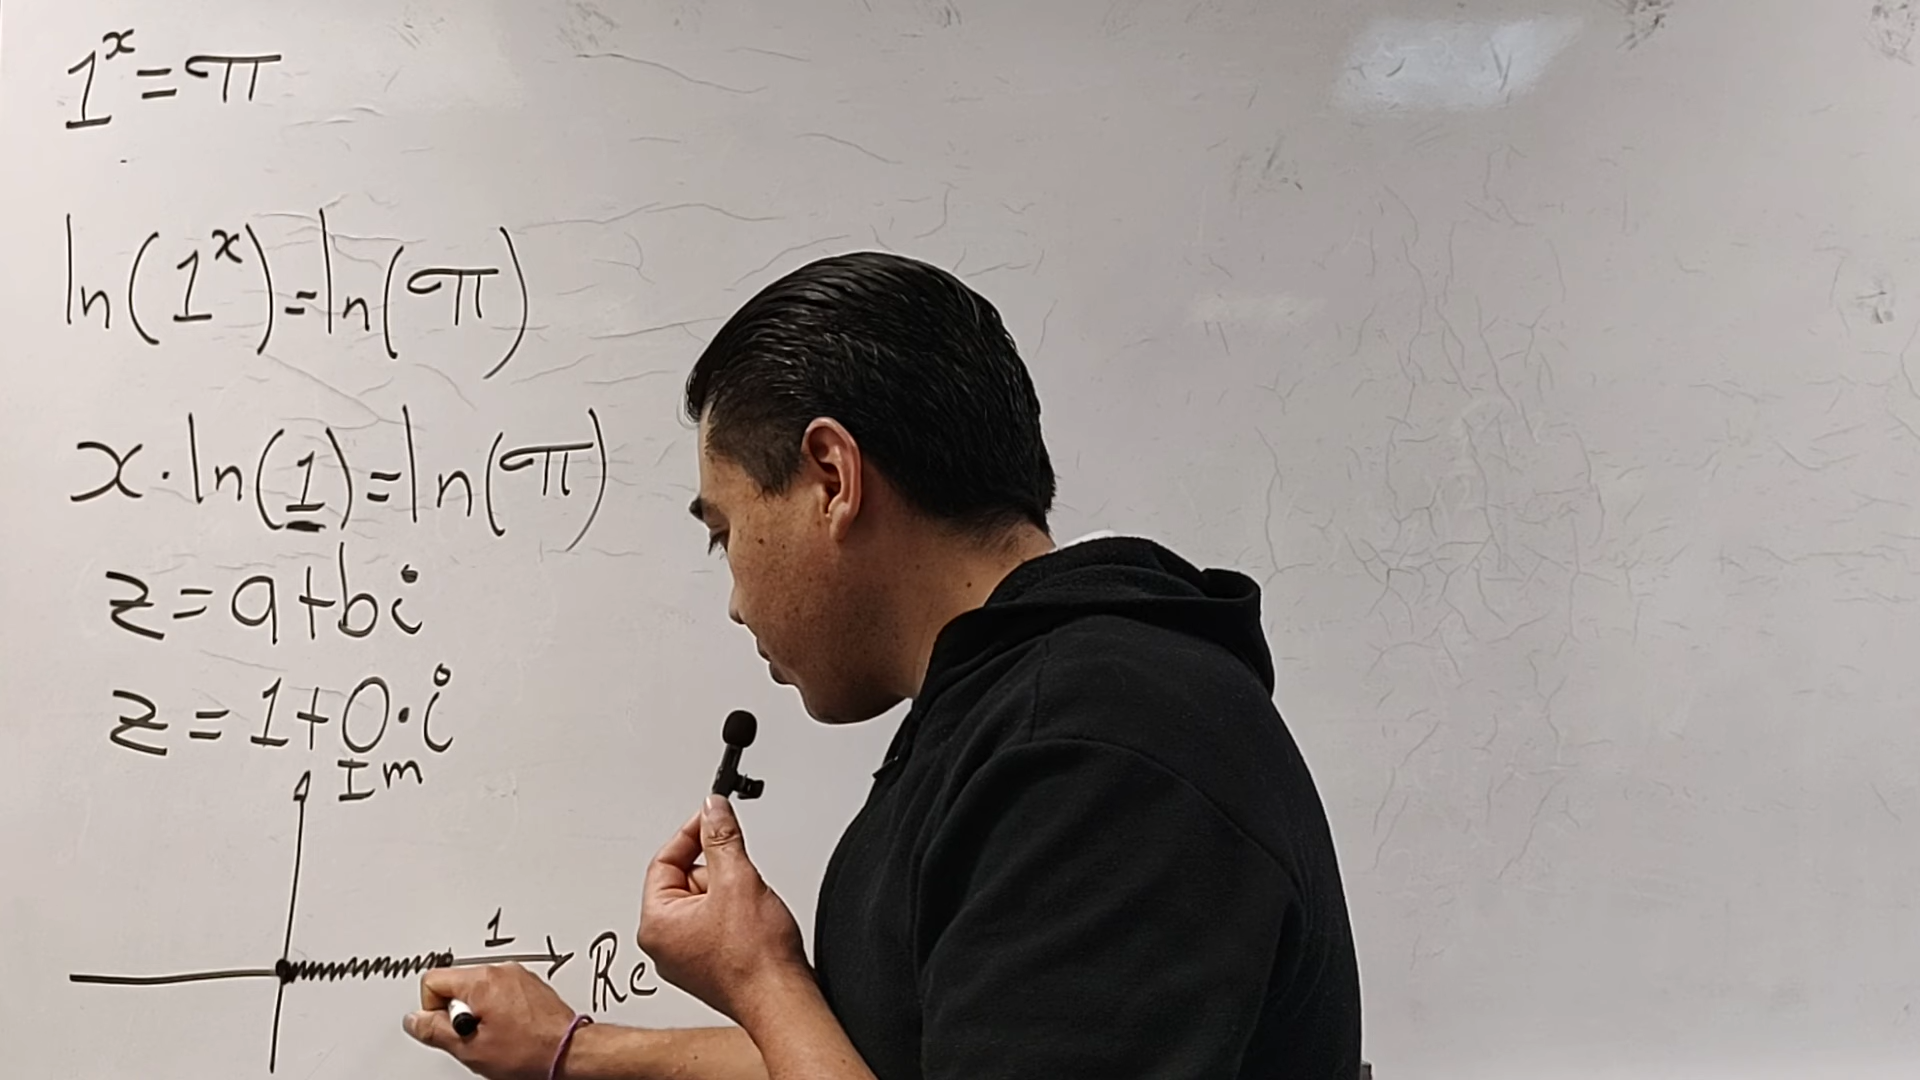 1^x = π
ln(1^x) = ln(π)
x · ln(1) = ln(π)
z = a + bi
z = 1 + 0 · i
Im
1
Re